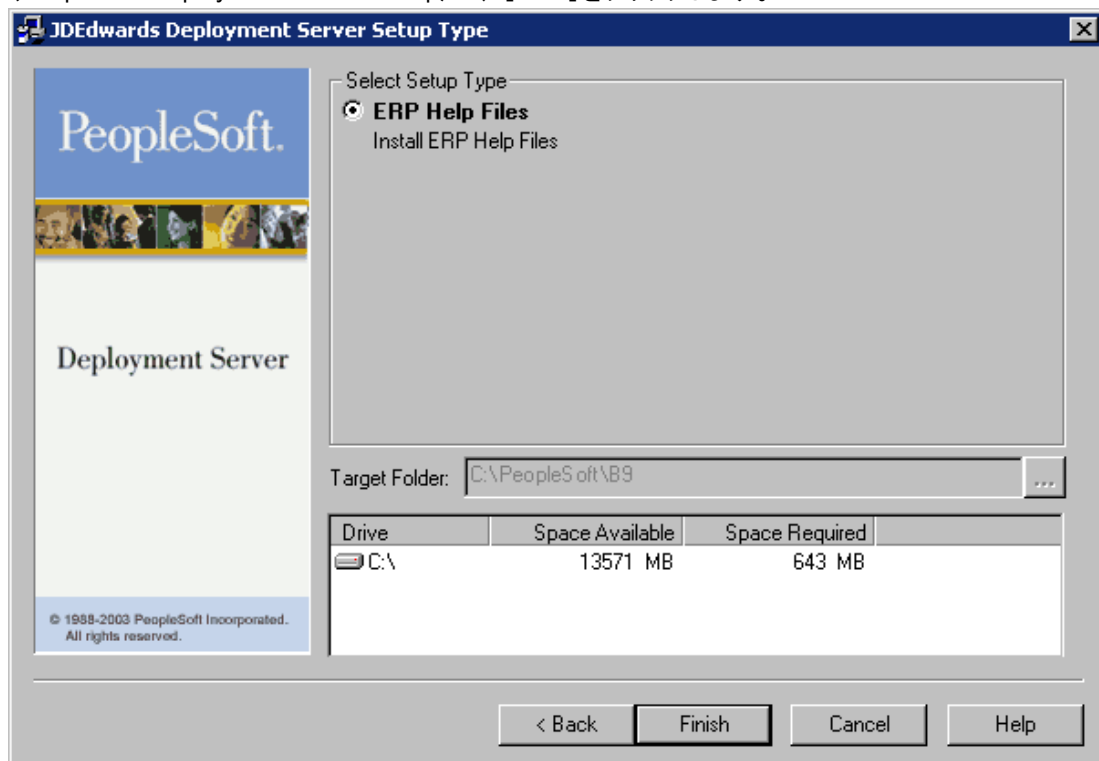 JDEdwards Deployment Server Setup Type
PeopleSoft.
Deployment Server
© 1988-2003 PeopleSoft Incorporated.
All rights reserved.
Select Setup Type
ERP Help Files
Install ERP Help Files
Target Folder: C:\PeopleSoft\B9 ...
Drive Space Available Space Required
C:\ 13571 MB 643 MB
< Back Finish Cancel Help